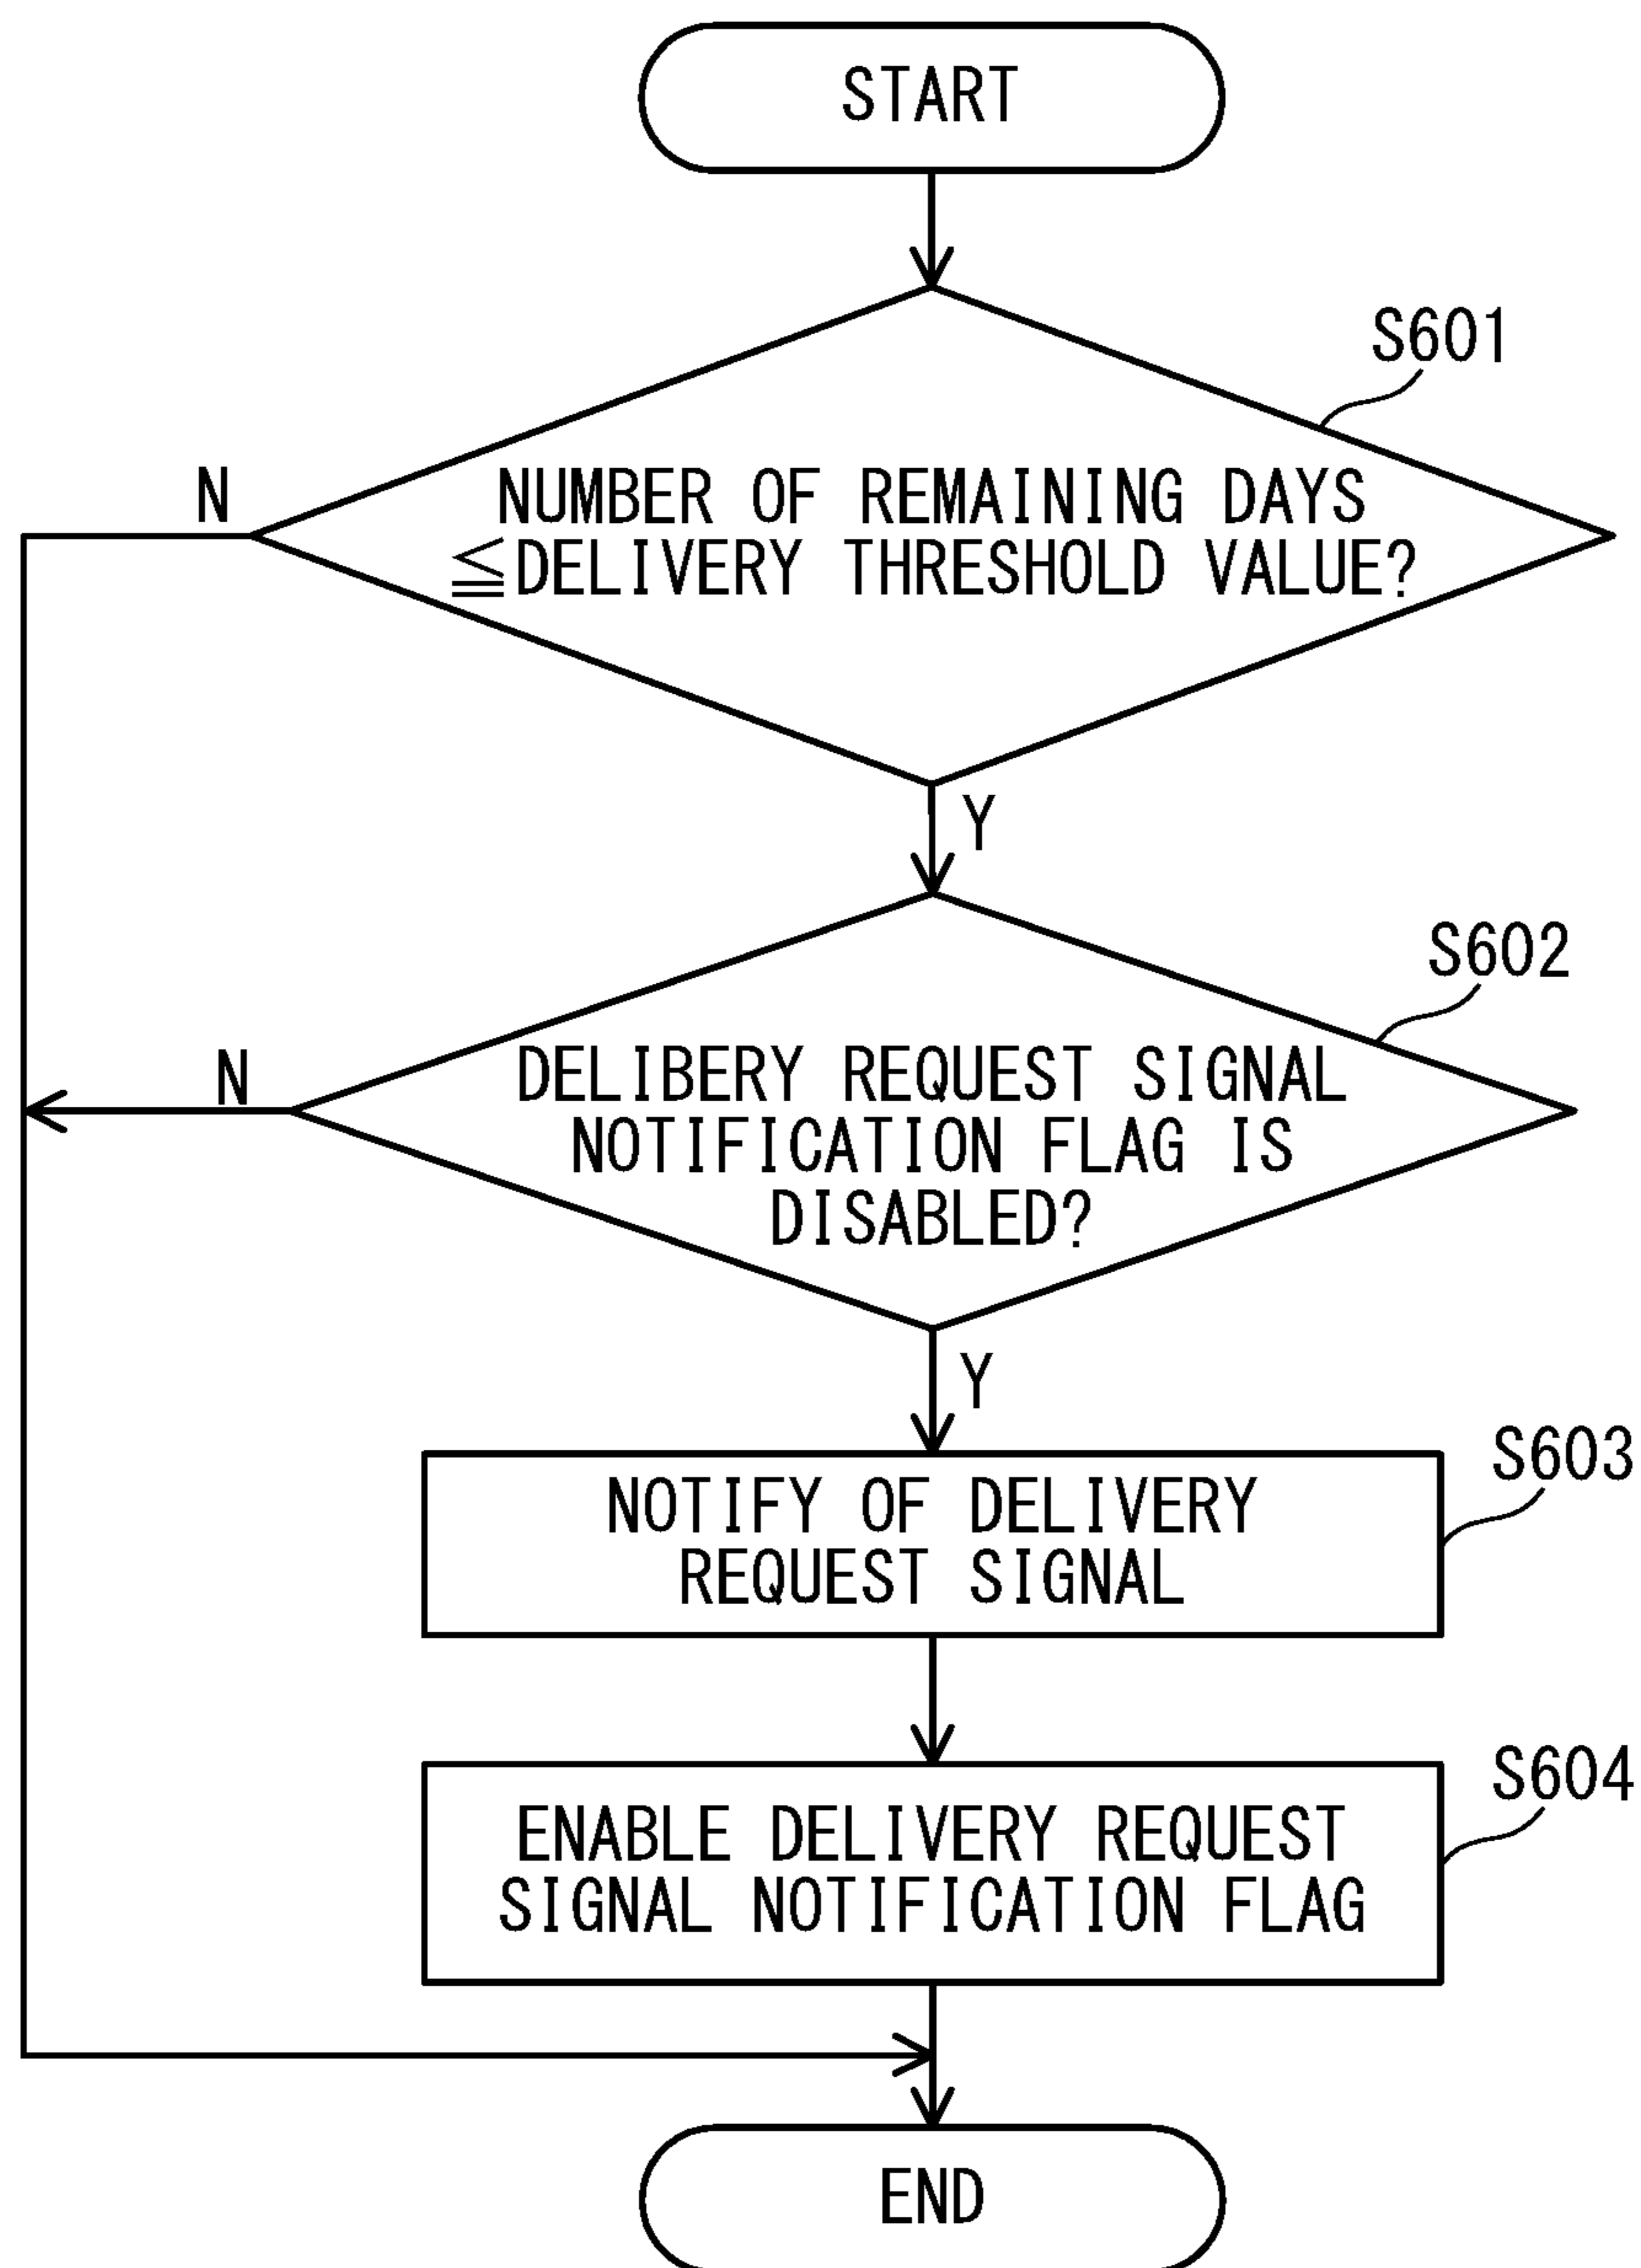 START
S601
N
NUMBER OF REMAINING DAYS
≦DELIVERY THRESHOLD VALUE?
Y
S602
N
DELIBERY REQUEST SIGNAL
NOTIFICATION FLAG IS
DISABLED?
Y
S603
NOTIFY OF DELIVERY
REQUEST SIGNAL
S604
ENABLE DELIVERY REQUEST
SIGNAL NOTIFICATION FLAG
END